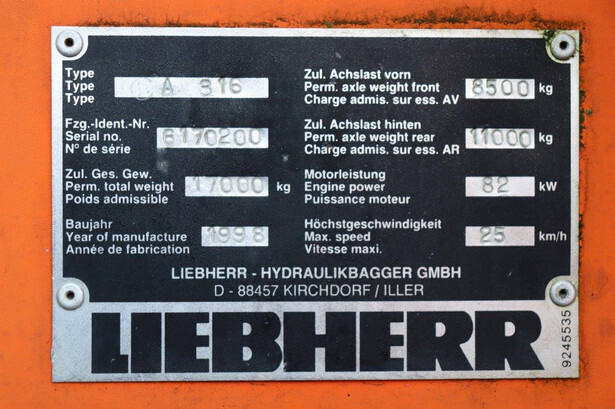 Type
Type A 316
Type
Fzg.-Ident.-Nr.
Serial no. 6170200
N° de série
Zul. Ges. Gew.
Perm. total weight 17000 kg
Poids admissible
Baujahr
Year of manufacture 1998
Année de fabrication
Zul. Achslast vorn
Perm. axle weight front 8500 kg
Charge admis. sur ess. AV
Zul. Achslast hinten
Perm. axle weight rear 11000 kg
Charge admis. sur ess. AR
Motorleistung
Engine power 82 kW
Puissance moteur
Höchstgeschwindigkeit
Max. speed 25 km/h
Vitesse maxi.
LIEBHERR - HYDRAULIKBAGGER GMBH
D - 88457 KIRCHDORF / ILLER
LIEBHERR
9245535